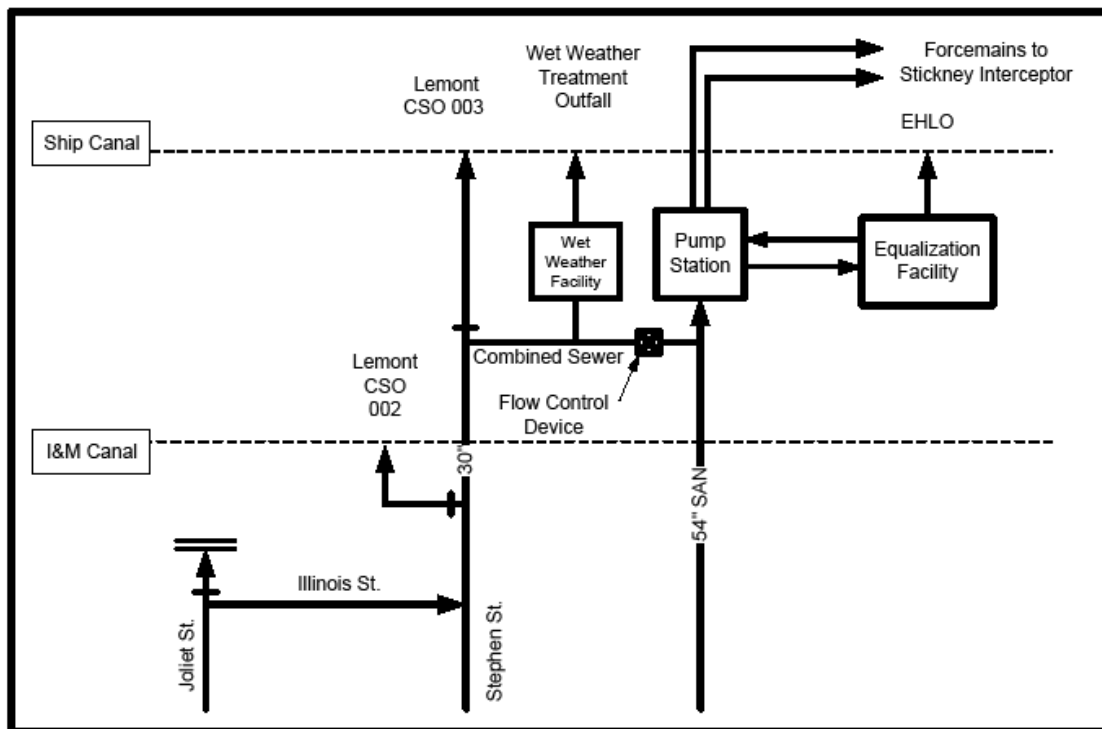 Wet Weather
Treatment
Outfall
Forcemains to
Stickney Interceptor
Lemont
CSO 003
EHLO
Ship Canal
Wet
Weather
Facility
Pump
Station
Equalization
Facility
Combined Sewer
Lemont
CSO
002
Flow Control
Device
I&M Canal
30"
54" SAN
Illinois St.
Joliet St.
Stephen St.